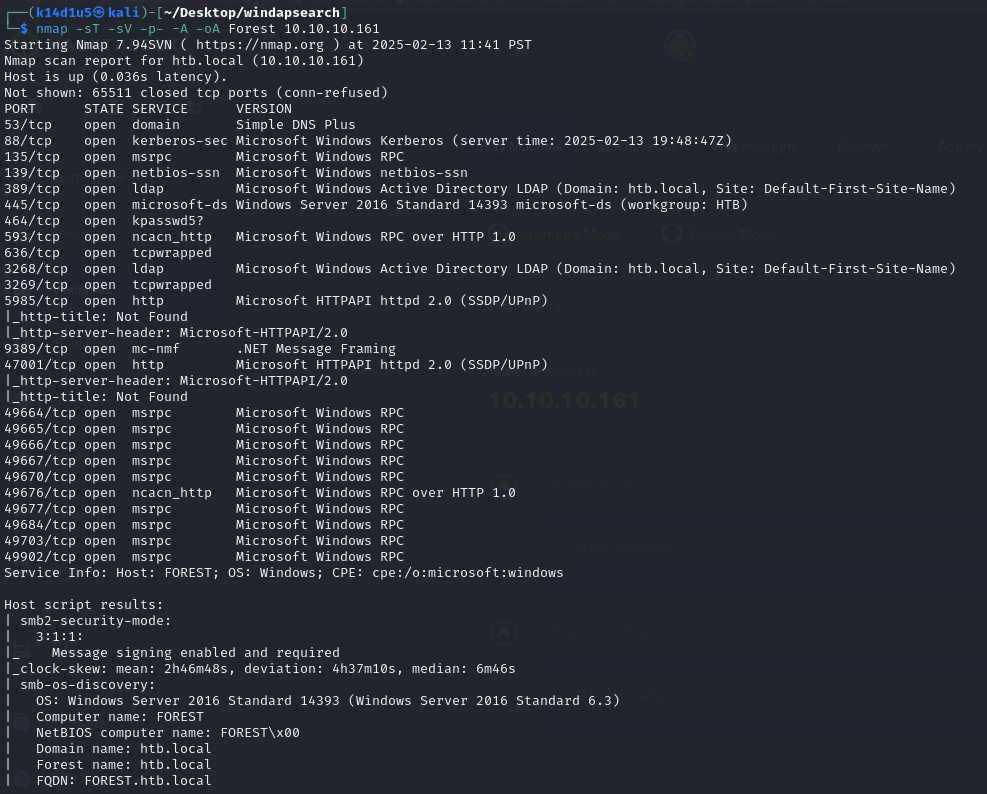 ┌──(k14d1u5㉿kali)-[~/Desktop/windapsearch]
└─$ nmap -sT -sV -p- -A -oA Forest 10.10.10.161
Starting Nmap 7.94SVN ( https://nmap.org ) at 2025-02-13 11:41 PST
Nmap scan report for htb.local (10.10.10.161)
Host is up (0.036s latency).
Not shown: 65511 closed tcp ports (conn-refused)
PORT      STATE SERVICE      VERSION
53/tcp    open  domain       Simple DNS Plus
88/tcp    open  kerberos-sec Microsoft Windows Kerberos (server time: 2025-02-13 19:48:47Z)
135/tcp   open  msrpc        Microsoft Windows RPC
139/tcp   open  netbios-ssn  Microsoft Windows netbios-ssn
389/tcp   open  ldap         Microsoft Windows Active Directory LDAP (Domain: htb.local, Site: Default-First-Site-Name)
445/tcp   open  microsoft-ds Windows Server 2016 Standard 14393 microsoft-ds (workgroup: HTB)
464/tcp   open  kpasswd5?
593/tcp   open  ncacn_http   Microsoft Windows RPC over HTTP 1.0
636/tcp   open  tcpwrapped
3268/tcp  open  ldap         Microsoft Windows Active Directory LDAP (Domain: htb.local, Site: Default-First-Site-Name)
3269/tcp  open  tcpwrapped
5985/tcp  open  http         Microsoft HTTPAPI httpd 2.0 (SSDP/UPnP)
|_http-title: Not Found
|_http-server-header: Microsoft-HTTPAPI/2.0
9389/tcp  open  mc-nmf       .NET Message Framing
47001/tcp open  http         Microsoft HTTPAPI httpd 2.0 (SSDP/UPnP)
|_http-server-header: Microsoft-HTTPAPI/2.0
|_http-title: Not Found
49664/tcp open  msrpc        Microsoft Windows RPC
49665/tcp open  msrpc        Microsoft Windows RPC
49666/tcp open  msrpc        Microsoft Windows RPC
49667/tcp open  msrpc        Microsoft Windows RPC
49670/tcp open  msrpc        Microsoft Windows RPC
49676/tcp open  ncacn_http   Microsoft Windows RPC over HTTP 1.0
49677/tcp open  msrpc        Microsoft Windows RPC
49684/tcp open  msrpc        Microsoft Windows RPC
49703/tcp open  msrpc        Microsoft Windows RPC
49902/tcp open  msrpc        Microsoft Windows RPC
Service Info: Host: FOREST; OS: Windows; CPE: cpe:/o:microsoft:windows
Host script results:
| smb2-security-mode:
|   3:1:1:
|_    Message signing enabled and required
|_clock-skew: mean: 2h46m48s, deviation: 4h37m10s, median: 6m46s
| smb-os-discovery:
|   OS: Windows Server 2016 Standard 14393 (Windows Server 2016 Standard 6.3)
|   Computer name: FOREST
|   NetBIOS computer name: FOREST\x00
|   Domain name: htb.local
|   Forest name: htb.local
|   FQDN: FOREST.htb.local
Reviews
Activity
Adventure Mode
Guided Mode
10.10.10.161